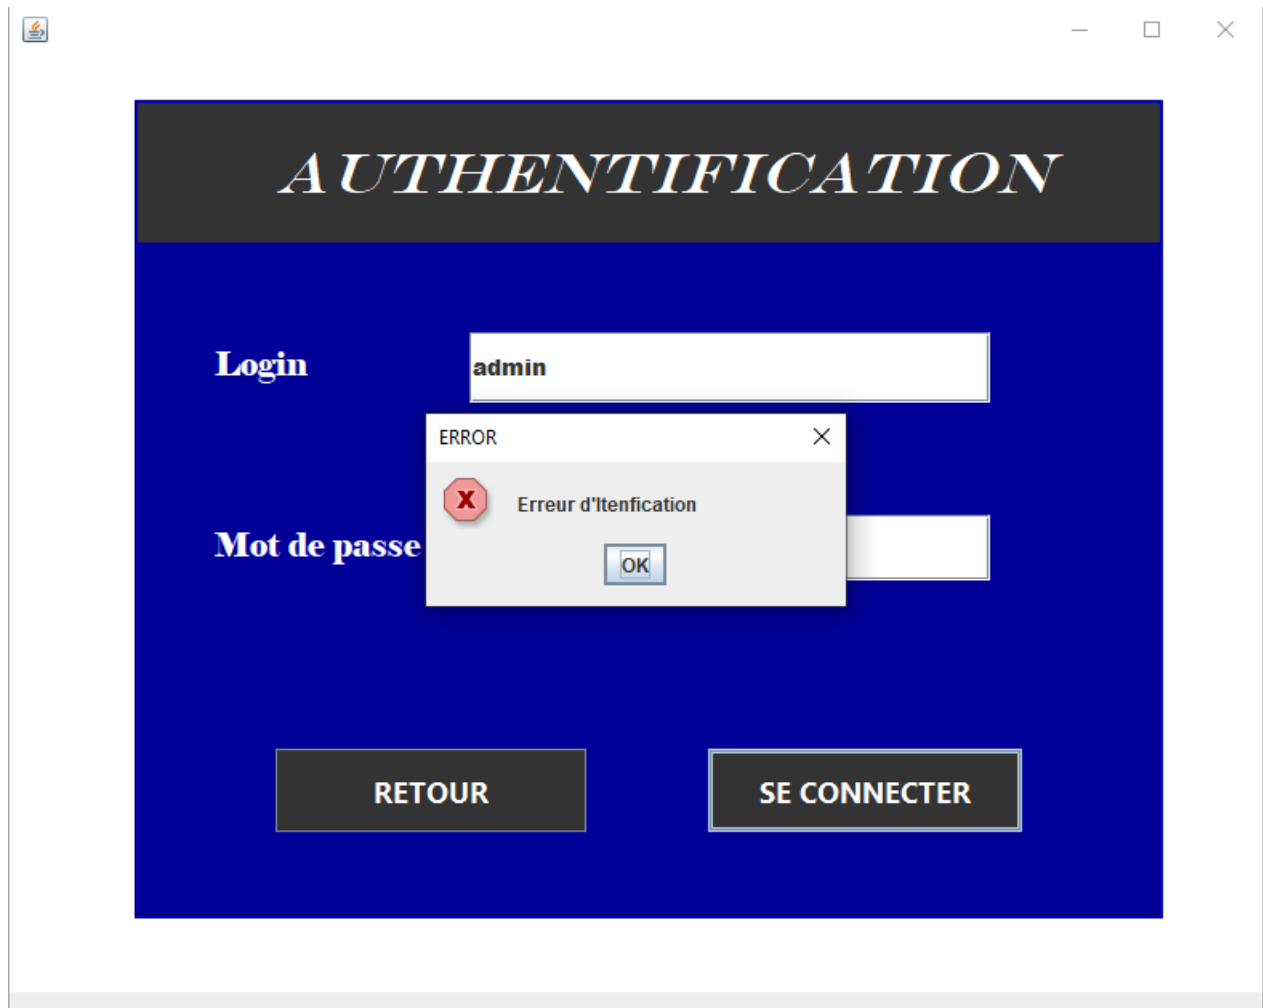 AUTHENTIFICATION
Login
admin
ERROR
Erreur d'Itenfication
Mot de passe
OK
RETOUR
SE CONNECTER